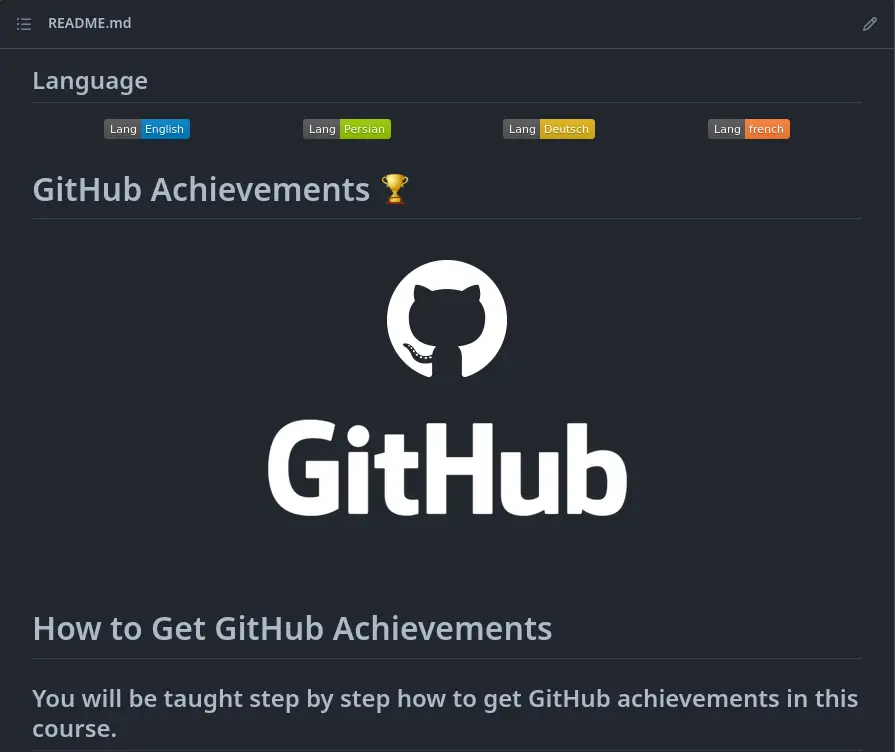 README.md
Language
Lang English Lang Persian Lang Deutsch Lang french
GitHub Achievements 🏆
GitHub
How to Get GitHub Achievements
You will be taught step by step how to get GitHub achievements in this
course.